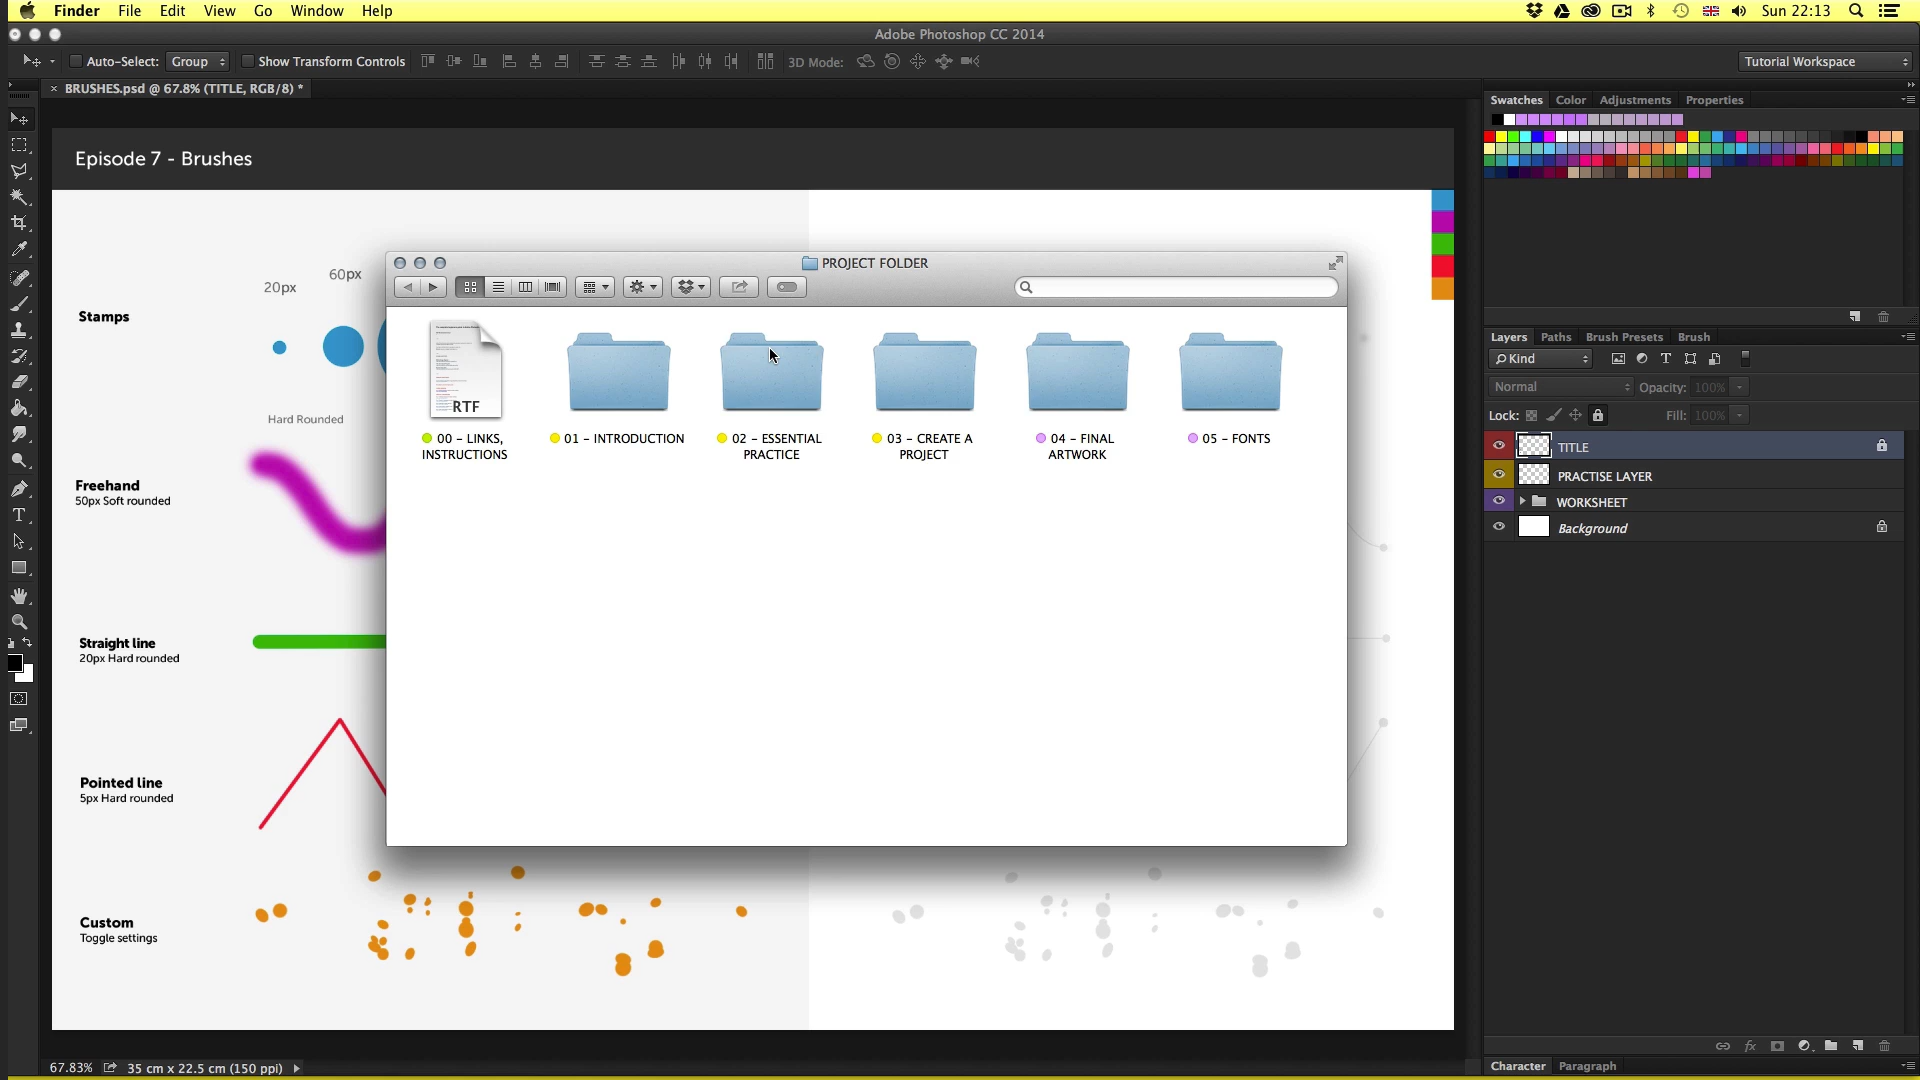 Finder File Edit View Go Window Help
Sun 22:13
Adobe Photoshop CC 2014
Auto-Select: Group Show Transform Controls 3D Mode: Tutorial Workspace
× BRUSHES.psd @ 67.8% (TITLE, RGB/8) *
Swatches Color Adjustments Properties
Episode 7 - Brushes
PROJECT FOLDER
60px
20px
Stamps
Hard Rounded
RTF
00 – LINKS, INSTRUCTIONS
01 – INTRODUCTION
02 – ESSENTIAL PRACTICE
03 – CREATE A PROJECT
04 – FINAL ARTWORK
05 – FONTS
Freehand
50px Soft rounded
Straight line
20px Hard rounded
Pointed line
5px Hard rounded
Custom
Toggle settings
Layers Paths Brush Presets Brush
Kind
Normal Opacity: 100%
Lock: Fill: 100%
TITLE
PRACTISE LAYER
WORKSHEET
Background
67.83% 35 cm x 22.5 cm (150 ppi)
Character Paragraph